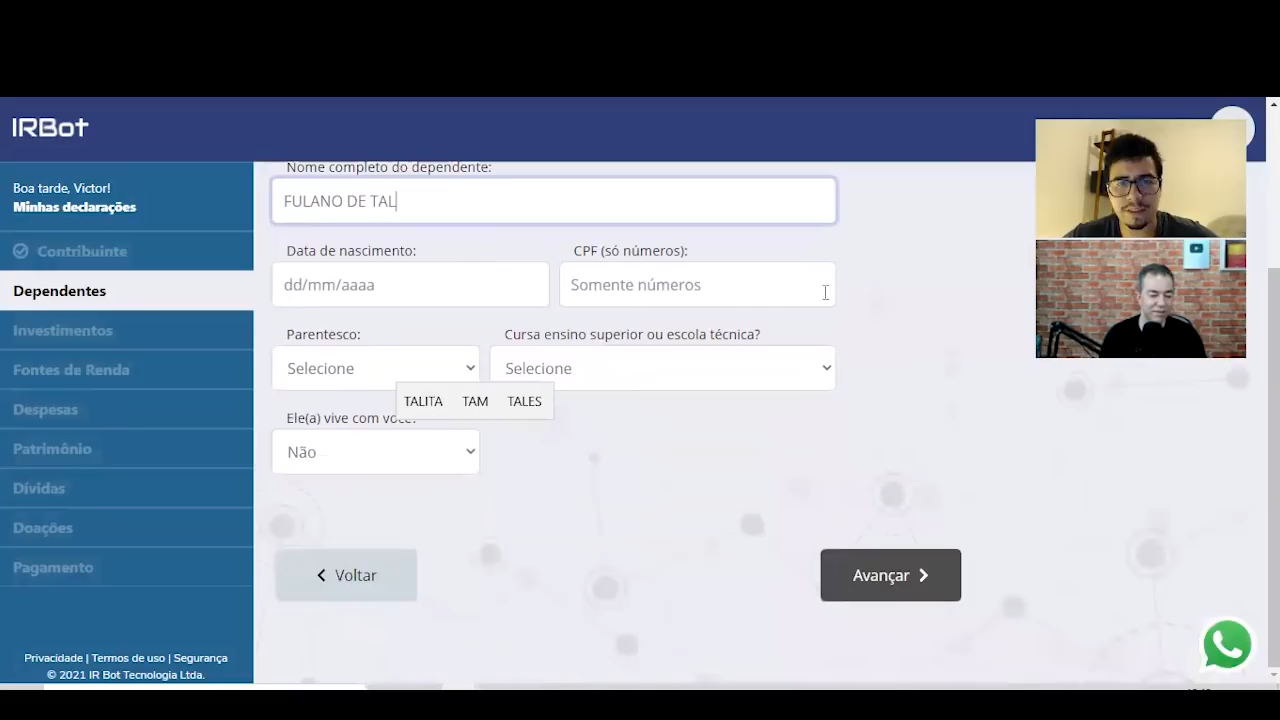 IRBot
Boa tarde, Victor!
Minhas declarações
Contribuinte
Dependentes
Investimentos
Fontes de Renda
Despesas
Patrimônio
Dívidas
Doações
Pagamento
Privacidade | Termos de uso | Segurança
© 2021 IR Bot Tecnologia Ltda.
Nome completo do dependente:
FULANO DE TAL
Data de nascimento: CPF (só números):
dd/mm/aaaa Somente números
Parentesco: Cursa ensino superior ou escola técnica?
Selecione Selecione
TALITA TAM TALES
Ele(a) vive com você?
Não
Voltar Avançar